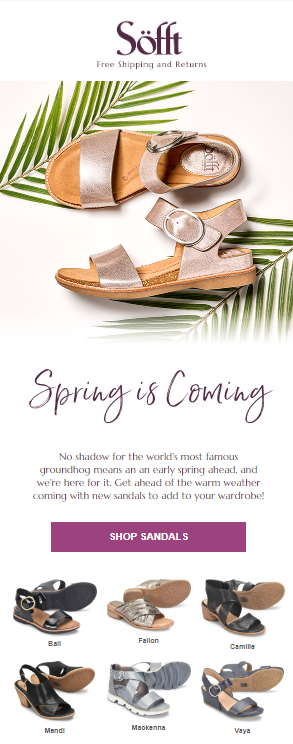 Söfft
Free Shipping and Returns
Söfft
Spring is Coming
No shadow for the world's most famous
groundhog means an an early spring ahead, and
we're here for it. Get ahead of the warm weather
coming with new sandals to add to your wardrobe!
SHOP SANDALS
Bali
Fallon
Camille
Mendi
Mackenna
Vaya